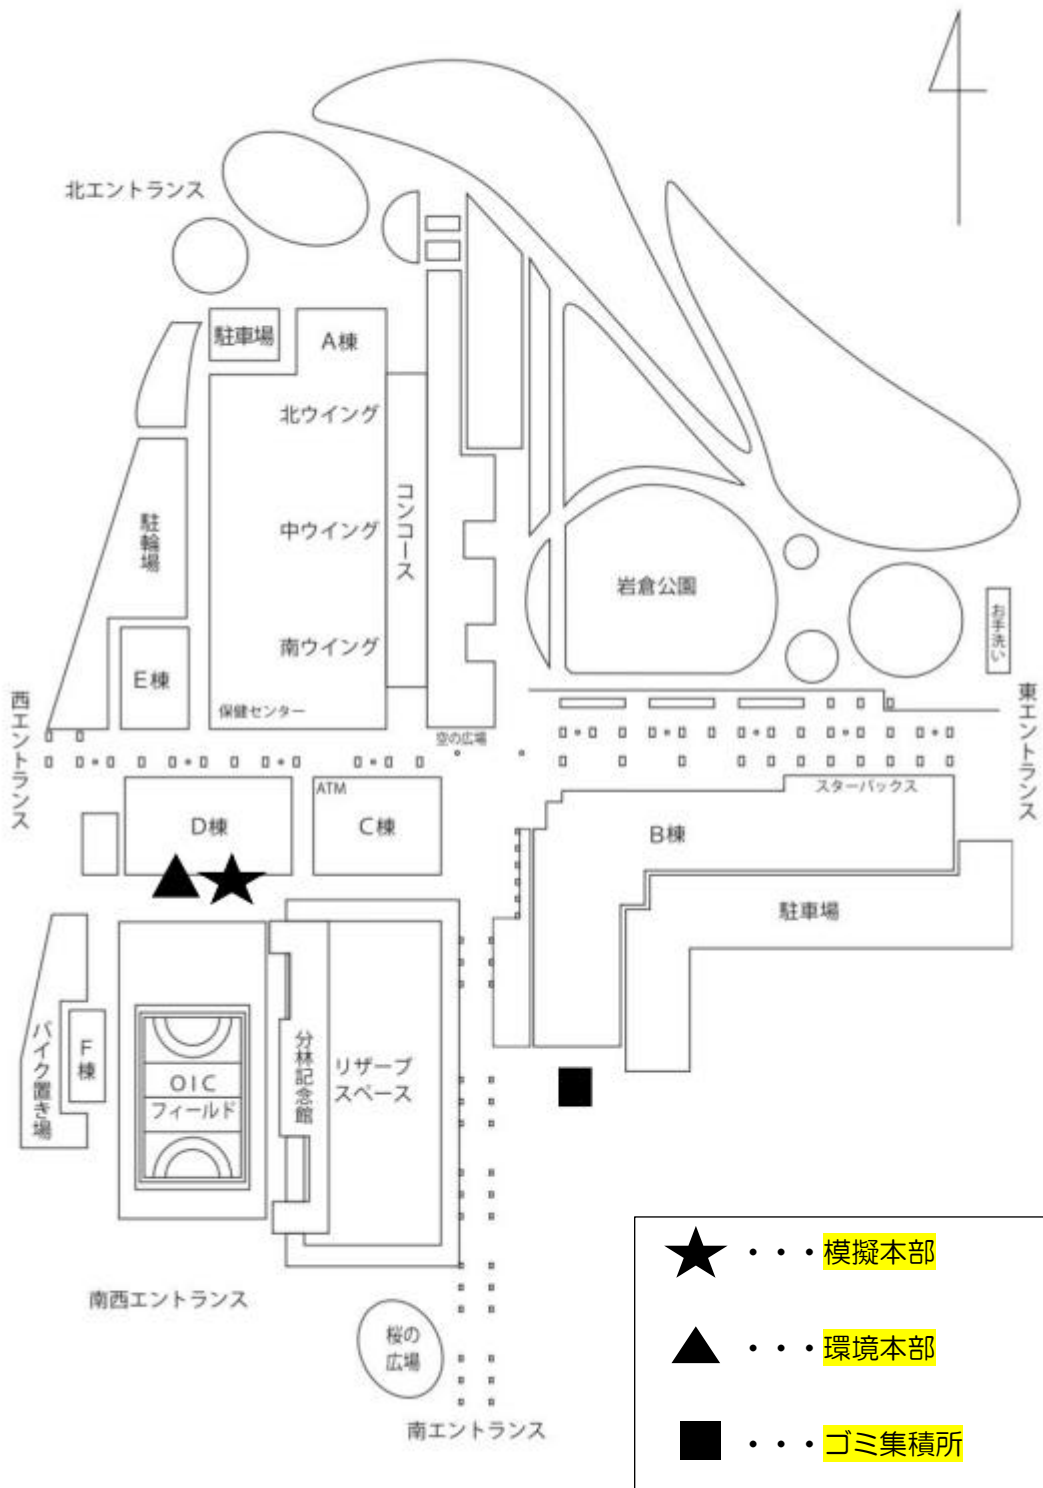 北エントランス
駐車場
A棟
北ウイング
コンコース
中ウイング
駐輪場
岩倉公園
お手洗い
南ウイング
E棟
保健センター
西エントランス
東エントランス
空の広場
ATM
スターバックス
D棟
C棟
B棟
駐車場
バイク置き場
F棟
OIC
フィールド
分林記念館
リザーブ
スペース
南西エントランス
桜の
広場
南エントランス
★・・・模擬本部
▲・・・環境本部
■・・・ゴミ集積所